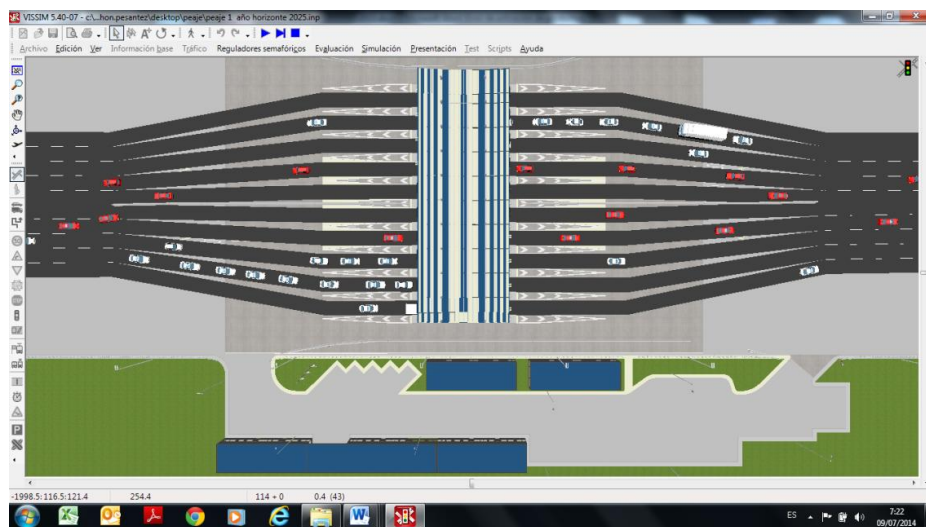 VISSIM 5.40-07 - c:\...hon.pesantez\desktop\peaje\peaje 1 año horizonte 2025.inp
Archivo Edición Ver Información base Tráfico Reguladores semafóricos Evaluación Simulación Presentación Test Scripts Ayuda
-1998.5:116.5:121.4 254.4 114 + 0 0.4 (43)
ES 7:22
09/07/2014